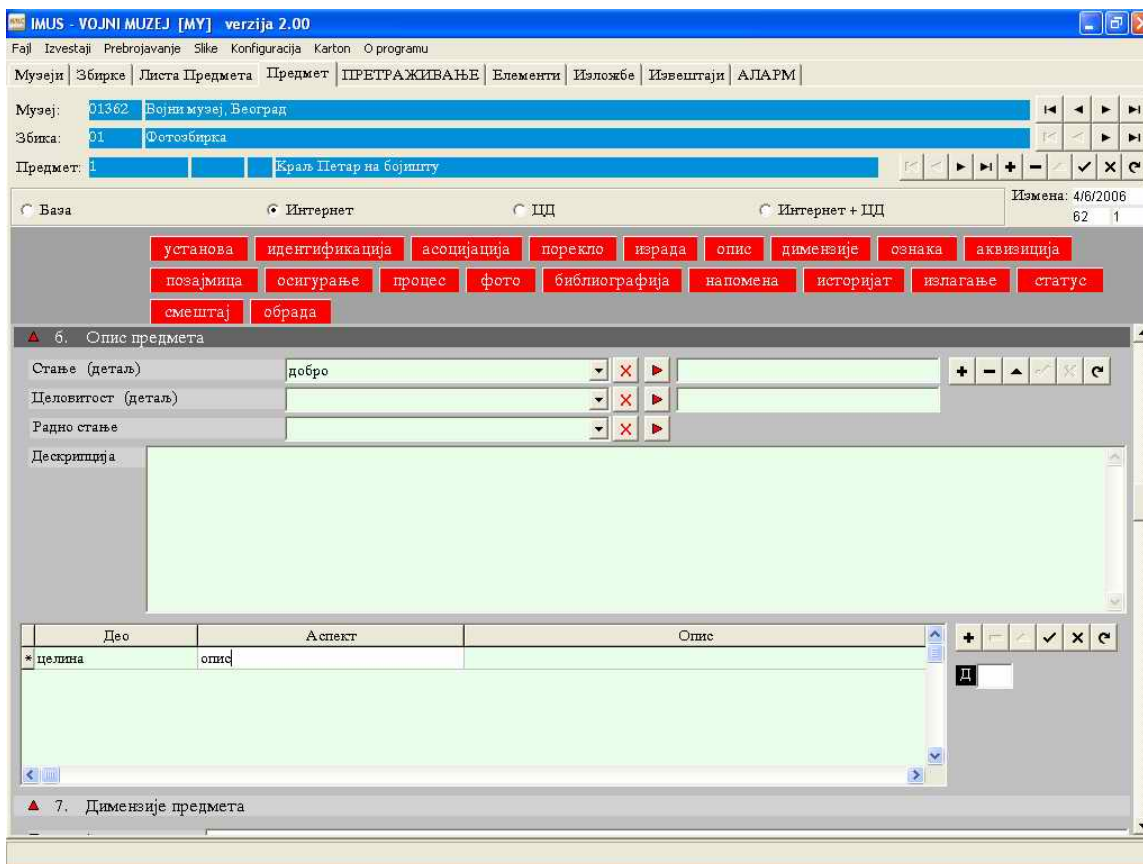 IMUS - VOJNI MUZEJ [MY] verzija 2.00
Fajl Izvestaji Prebrojavanje Slike Konfiguracija Karton O programu
Музеји Збирке Листа Предмета Предмет ПРЕТРАЖИВАЊЕ Елементи Изложбе Извештаји АЛАРМ
Музеј: 01362 Војни музеј, Београд
Збика: 01 Фотозбирка
Предмет: 1 Краљ Петар на бојишту
База Интернет ЦД Интернет + ЦД Измена: 4/6/2006
62 1
установа идентификација асоцијација порекло израда опис димензије ознака аквизиција
позајмица осигурање процес фото библиографија напомена историјат излагање статус
смештај обрада
6. Опис предмета
Стање (детаљ) добро
Целовитост (детаљ)
Радно стање
Дескрипција
Део Аспект Опис
* целина опис
Д
7. Димензије предмета